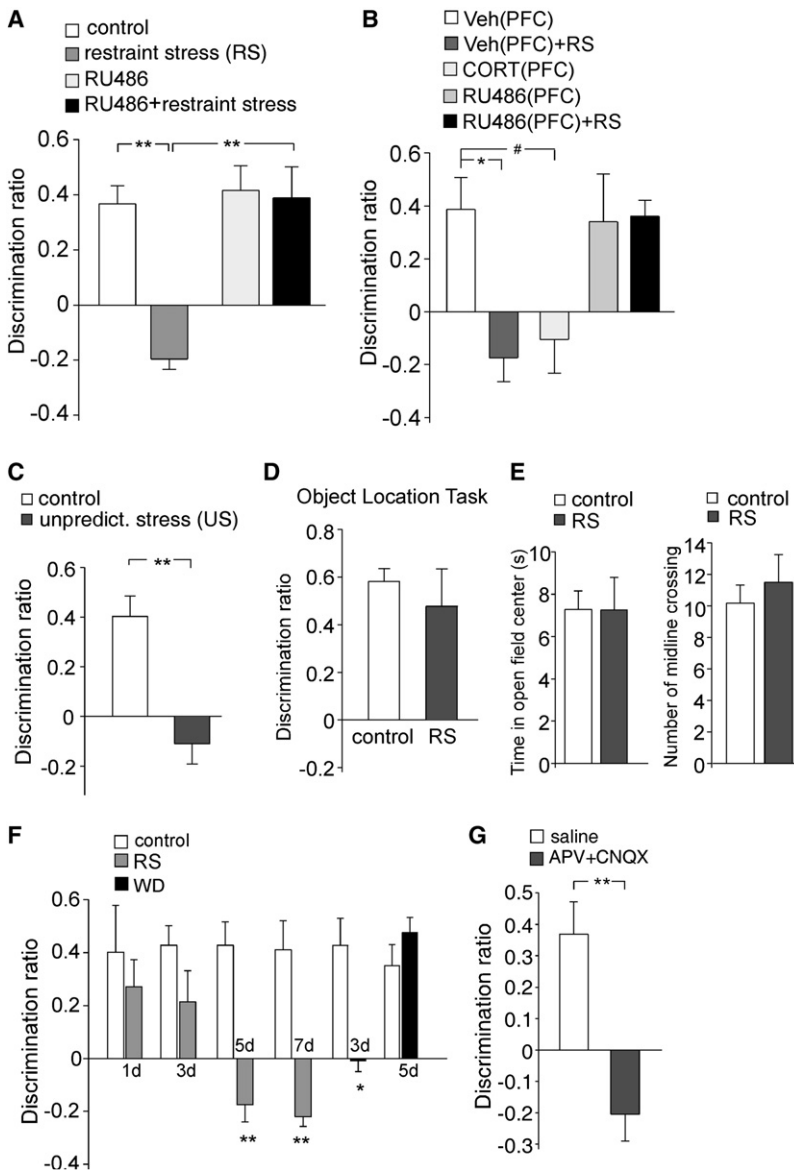 A
control
restraint stress (RS)
RU486
RU486+restraint stress
Discrimination ratio
0.6
0.4
0.2
0
-0.2
-0.4
**
**
B
Veh(PFC)
Veh(PFC)+RS
CORT(PFC)
RU486(PFC)
RU486(PFC)+RS
Discrimination ratio
0.6
0.4
0.2
0
-0.2
-0.4
#
*
C
control
unpredict. stress (US)
Discrimination ratio
0.6
0.4
0.2
0
-0.2
**
D
Object Location Task
Discrimination ratio
0.8
0.6
0.4
0.2
0
-0.2
control RS
E
control
RS
Time in open field center (s)
10
8
6
4
2
0
control
RS
Number of midline crossing
14
12
10
8
6
4
2
0
F
control
RS
WD
Discrimination ratio
0.6
0.4
0.2
0
-0.2
-0.4
1d 3d 5d 7d 3d 5d
** ** *
G
saline
APV+CNQX
Discrimination ratio
0.5
0.4
0.3
0.2
0.1
0
-0.1
-0.2
-0.3
**